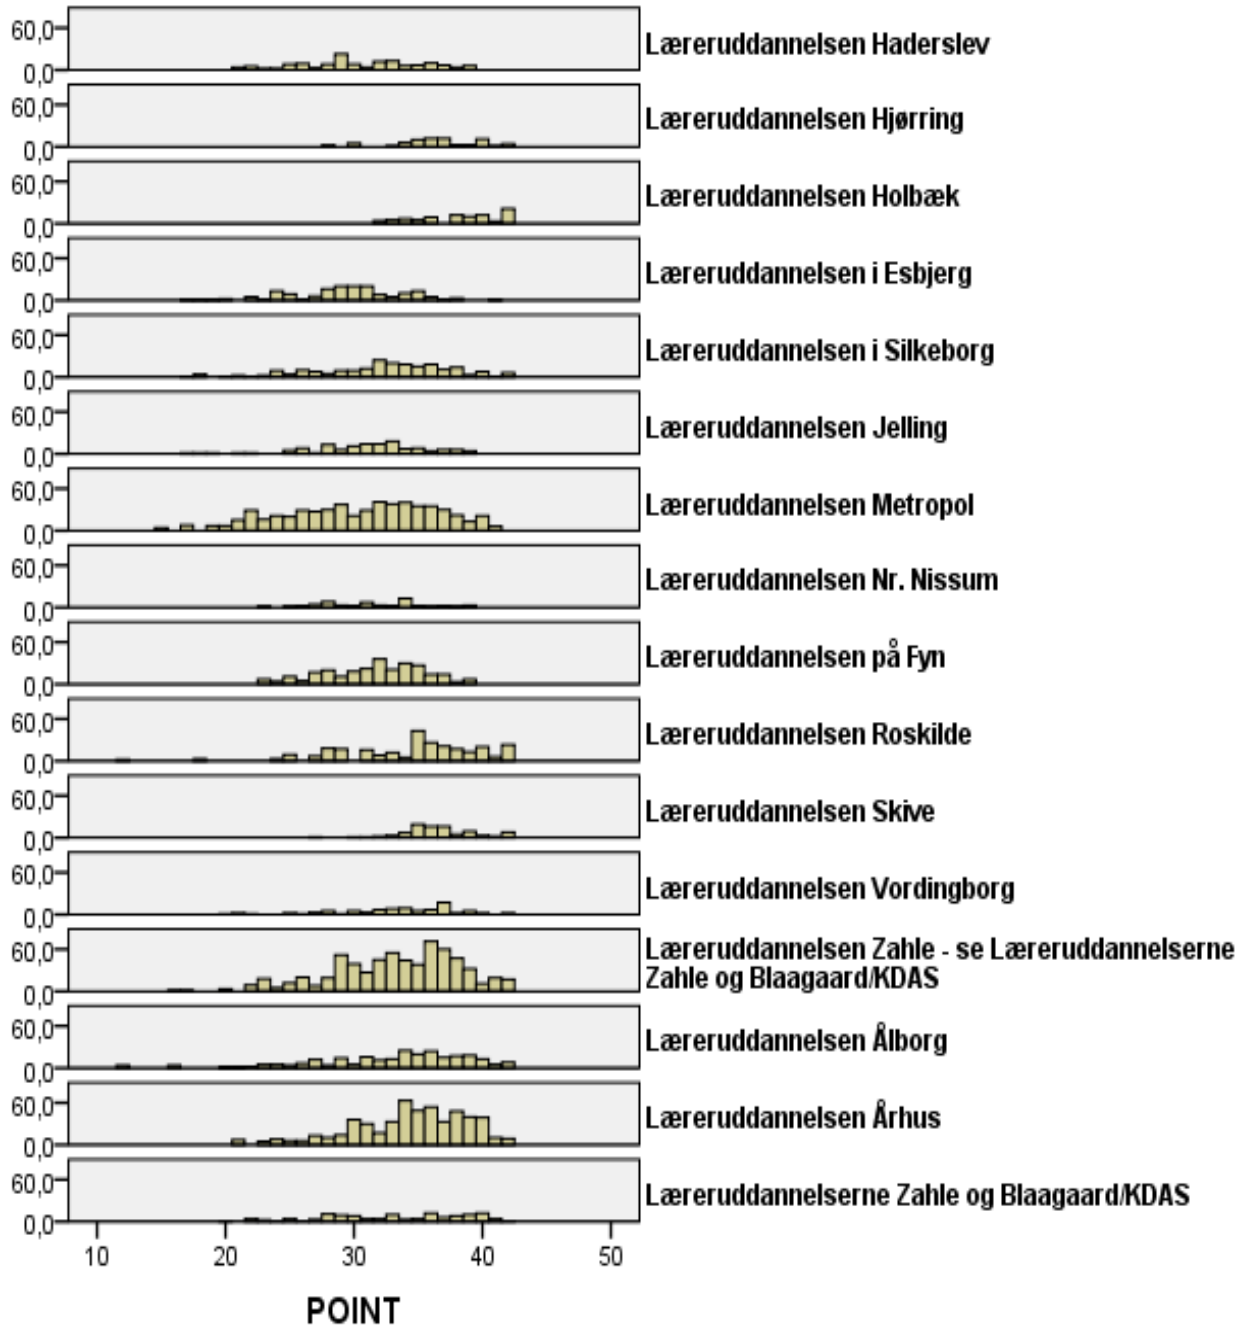 60,0
0,0
Læreruddannelsen Haderslev
60,0
0,0
Læreruddannelsen Hjørring
60,0
0,0
Læreruddannelsen Holbæk
60,0
0,0
Læreruddannelsen i Esbjerg
60,0
0,0
Læreruddannelsen i Silkeborg
60,0
0,0
Læreruddannelsen Jelling
60,0
0,0
Læreruddannelsen Metropol
60,0
0,0
Læreruddannelsen Nr. Nissum
60,0
0,0
Læreruddannelsen på Fyn
60,0
0,0
Læreruddannelsen Roskilde
60,0
0,0
Læreruddannelsen Skive
60,0
0,0
Læreruddannelsen Vordingborg
60,0
0,0
Læreruddannelsen Zahle - se Læreruddannelserne
Zahle og Blaagaard/KDAS
60,0
0,0
Læreruddannelsen Ålborg
60,0
0,0
Læreruddannelsen Århus
60,0
0,0
Læreruddannelserne Zahle og Blaagaard/KDAS
10 20 30 40 50
POINT